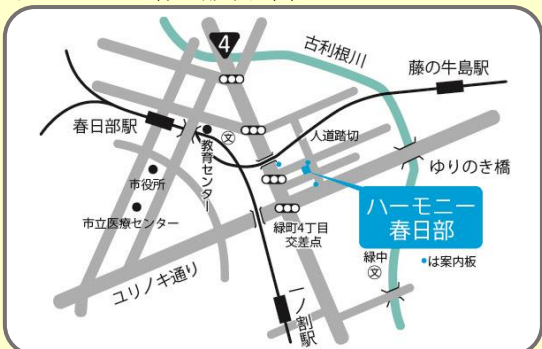 4
古利根川
藤の牛島駅
春日部駅
文
人道踏切
教育センター
ゆりのき橋
市役所
ハーモニー
春日部
市立医療センター
緑町4丁目
交差点
緑中
文
●は案内板
ユリノキ通り
一ノ割駅